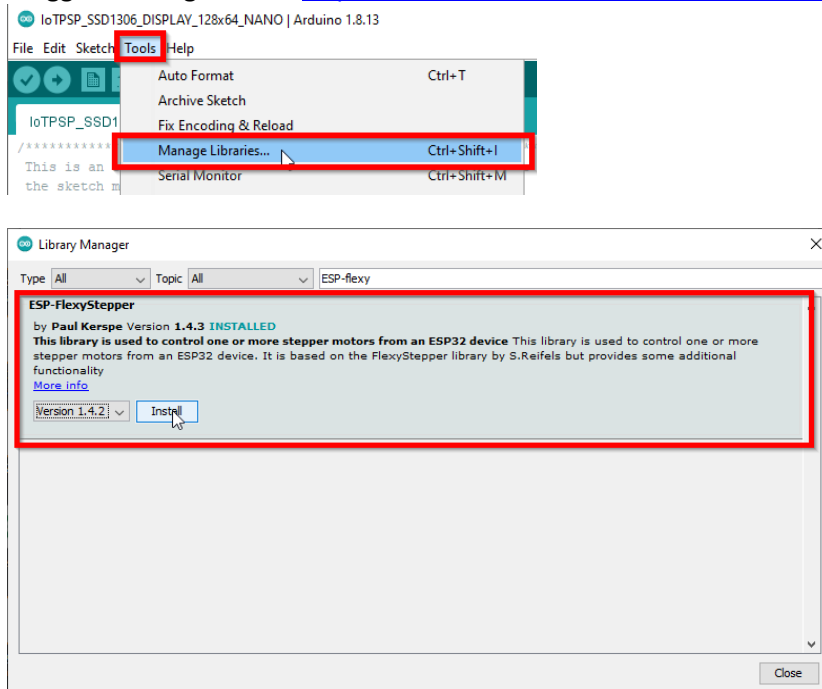 IoTPSP_SSD1306_DISPLAY_128x64_NANO | Arduino 1.8.13
File Edit Sketch Tools Help
Auto Format Ctrl+T
Archive Sketch
IoTPSP_SSD1 Fix Encoding & Reload
/*********** Manage Libraries... Ctrl+Shift+I
This is an
the sketch m Serial Monitor Ctrl+Shift+M
Library Manager
Type All Topic All ESP-flexy
ESP-FlexyStepper
by Paul Kerspe Version 1.4.3 INSTALLED
This library is used to control one or more stepper motors from an ESP32 device This library is used to control one or more
stepper motors from an ESP32 device. It is based on the FlexyStepper library by S.Reifels but provides some additional
functionality
More info
Version 1.4.2 Install
Close